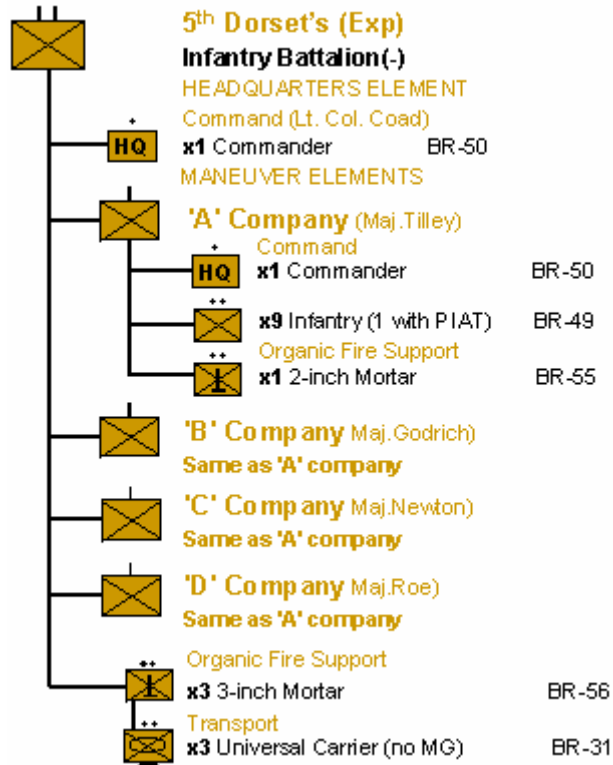 5th Dorset's (Exp)
Infantry Battalion(-)
HEADQUARTERS ELEMENT
Command (Lt. Col. Coad)
HQ x1 Commander BR-50
MANEUVER ELEMENTS
'A' Company (Maj.Tilley)
Command
HQ x1 Commander BR-50
x9 Infantry (1 with PIAT) BR-49
Organic Fire Support
x1 2-inch Mortar BR-55
'B' Company Maj.Godrich)
Same as 'A' company
'C' Company Maj.Newton)
Same as 'A' company
'D' Company Maj.Roe)
Same as 'A' company
Organic Fire Support
x3 3-inch Mortar BR-56
Transport
x3 Universal Carrier (no MG) BR-31